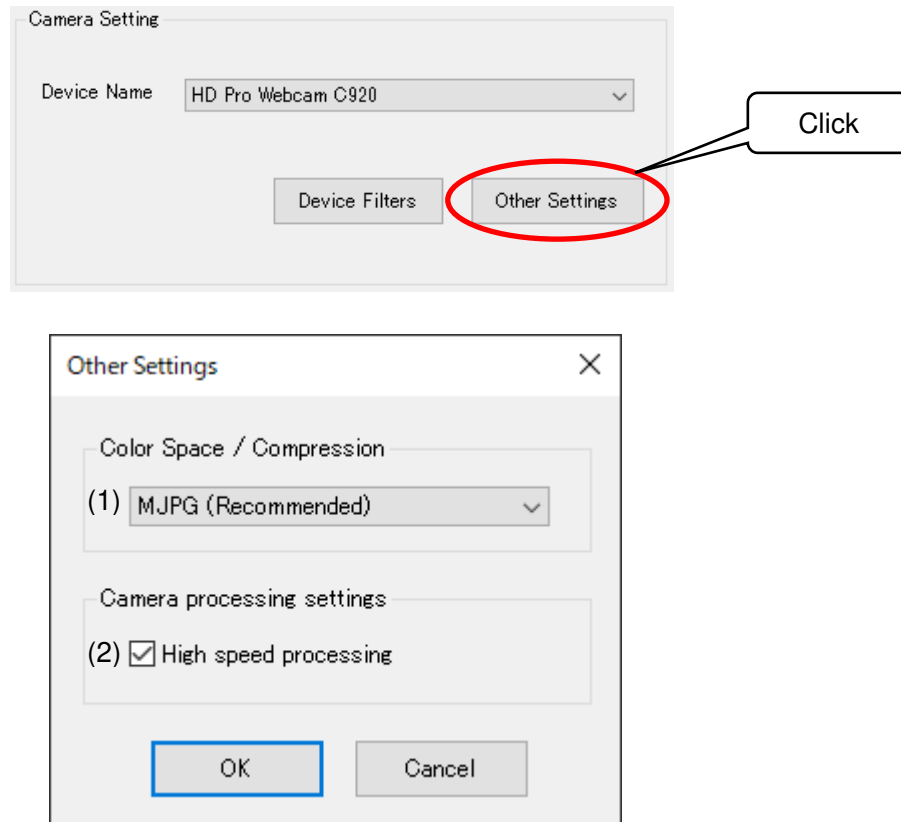 Camera Setting
Device Name HD Pro Webcam C920
Click
Device Filters Other Settings
Other Settings
Color Space / Compression
(1) MJPG (Recommended)
Camera processing settings
(2) High speed processing
OK Cancel